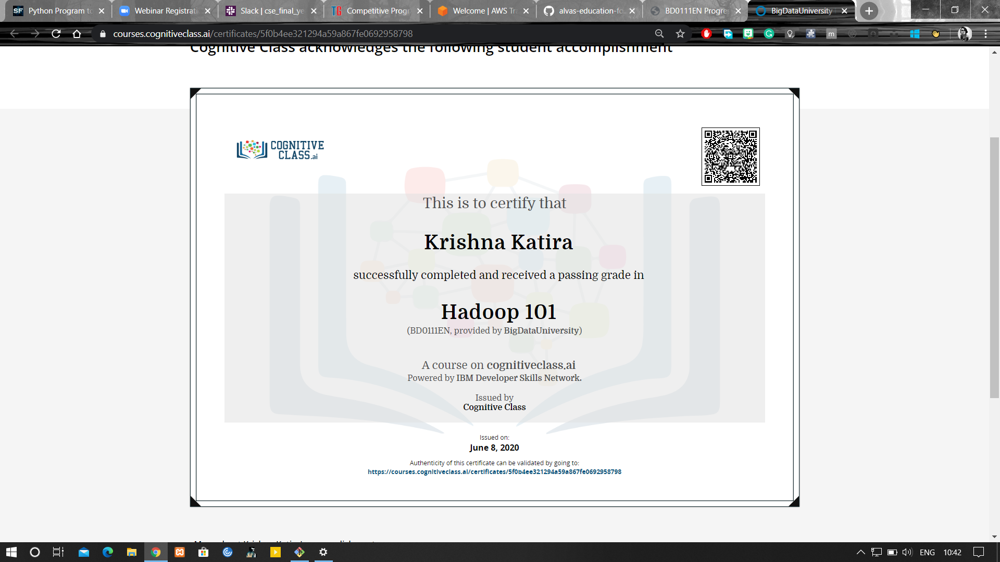 Python Program to
Webinar Registrati
Slack | cse_final_ye
Competitive Progr
Welcome | AWS Tra
alvas-education-fo
BD0111EN Progre
BigDataUniversity
courses.cognitiveclass.ai/certificates/5f0b4ee321294a59a867fe0692958798
Cognitive Class acknowledges the following student accomplishment
COGNITIVE
CLASS.ai
This is to certify that
Krishna Katira
successfully completed and received a passing grade in
Hadoop 101
(BD0111EN, provided by BigDataUniversity)
A course on cognitiveclass.ai
Powered by IBM Developer Skills Network.
Issued by
Cognitive Class
Issued on:
June 8, 2020
Authenticity of this certificate can be validated by going to:
https://courses.cognitiveclass.ai/certificates/5f0b4ee321294a59a867fe0692958798
ENG
10:42